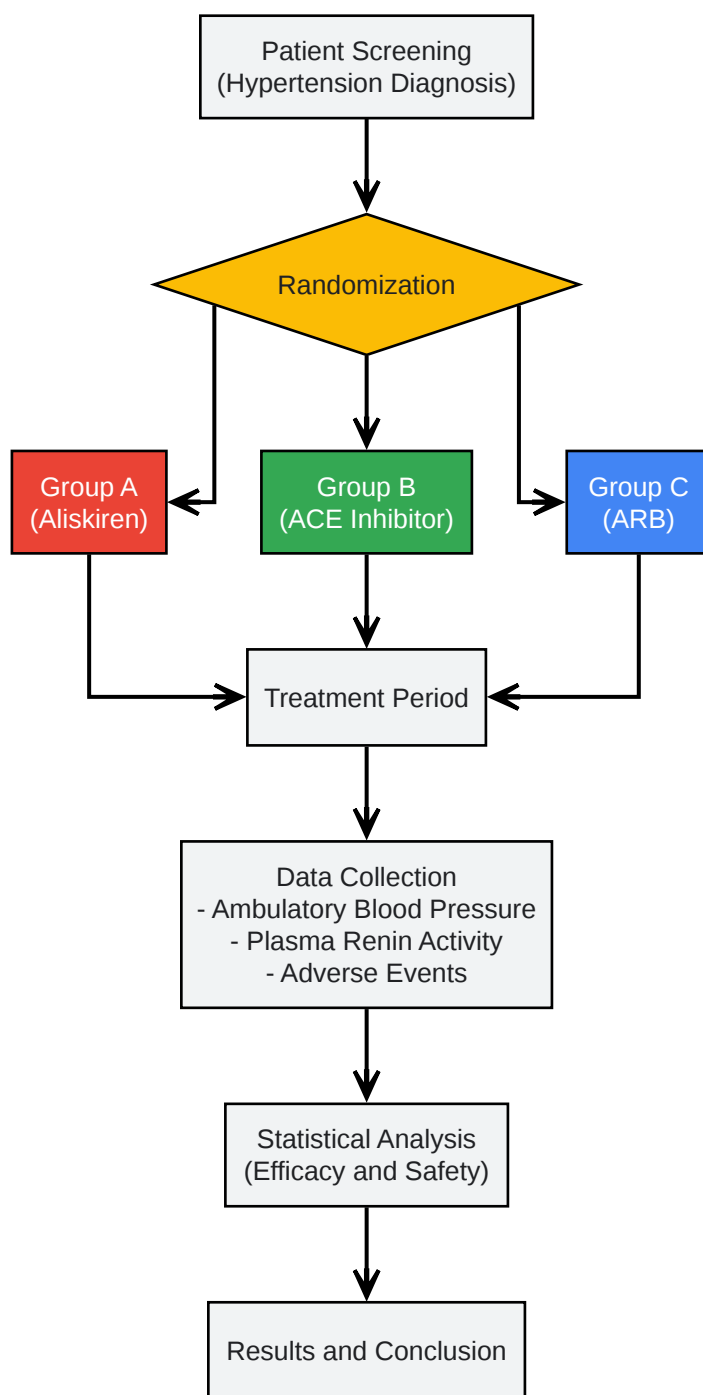 Patient Screening
(Hypertension Diagnosis)
Randomization
Group A
(Aliskiren)
Group B
(ACE Inhibitor)
Group C
(ARB)
Treatment Period
Data Collection
- Ambulatory Blood Pressure
- Plasma Renin Activity
- Adverse Events
Statistical Analysis
(Efficacy and Safety)
Results and Conclusion